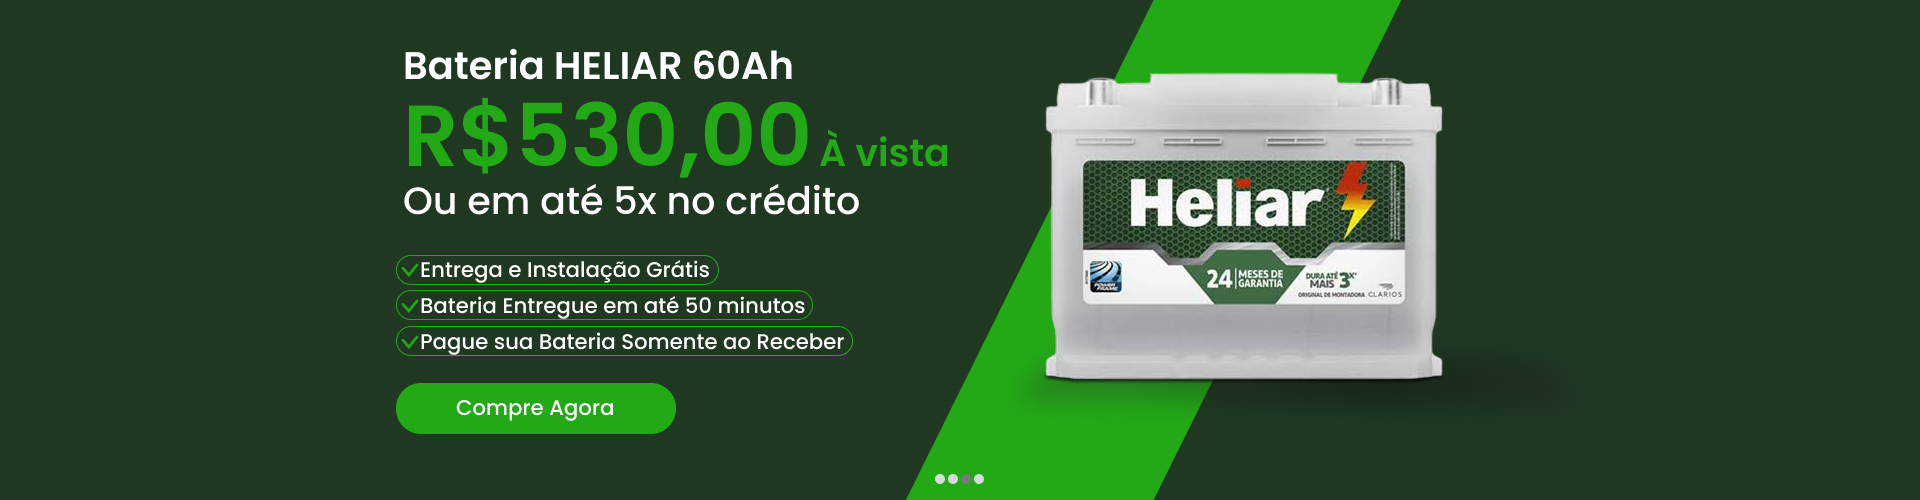 Bateria HELIAR 60Ah
R$530,00 À vista
Ou em até 5x no crédito
Entrega e Instalação Grátis
Bateria Entregue em até 50 minutos
Pague sua Bateria Somente ao Receber
Compre Agora
Heliar
POWER
FRAME
24 MESES DE
GARANTIA
DURA ATÉ
MAIS 3X*
ORIGINAL DE MONTADORA
CLARIOS